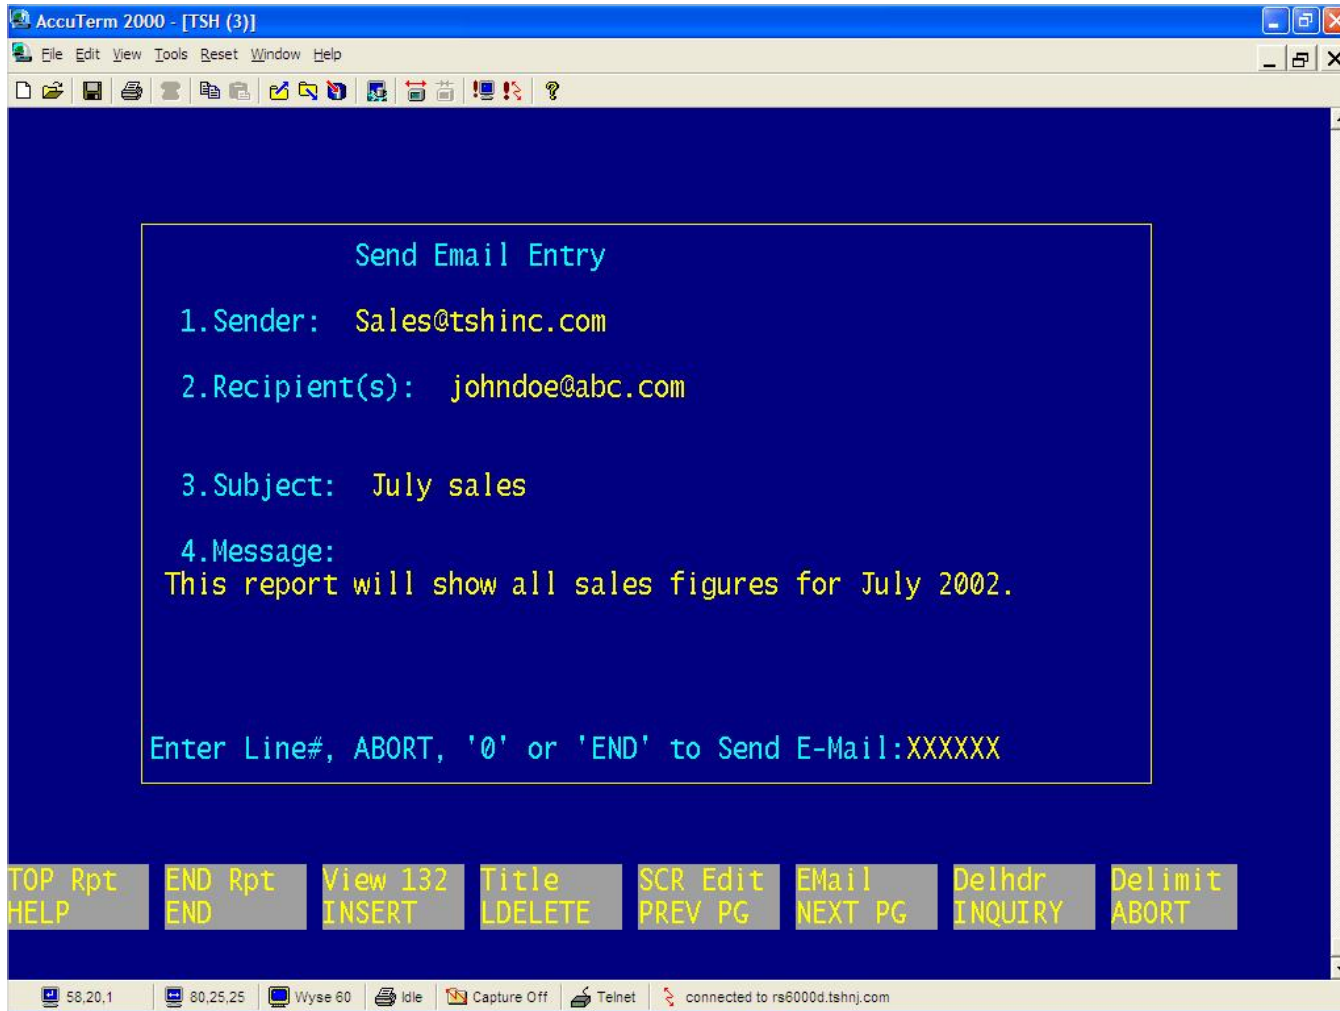 AccuTerm 2000 - [TSH (3)]
File Edit View Tools Reset Window Help
Send Email Entry
1.Sender: Sales@tshinc.com
2.Recipient(s): johndoe@abc.com
3.Subject: July sales
4.Message:
This report will show all sales figures for July 2002.
Enter Line#, ABORT, '0' or 'END' to Send E-Mail:XXXXXX
TOP Rpt END Rpt View 132 Title SCR Edit EMail Delhdr Delimit
HELP END INSERT LDELETE PREV PG NEXT PG INQUIRY ABORT
58,20,1 80,25,25 Wyse 60 Idle Capture Off Telnet connected to rs6000d.tshnj.com